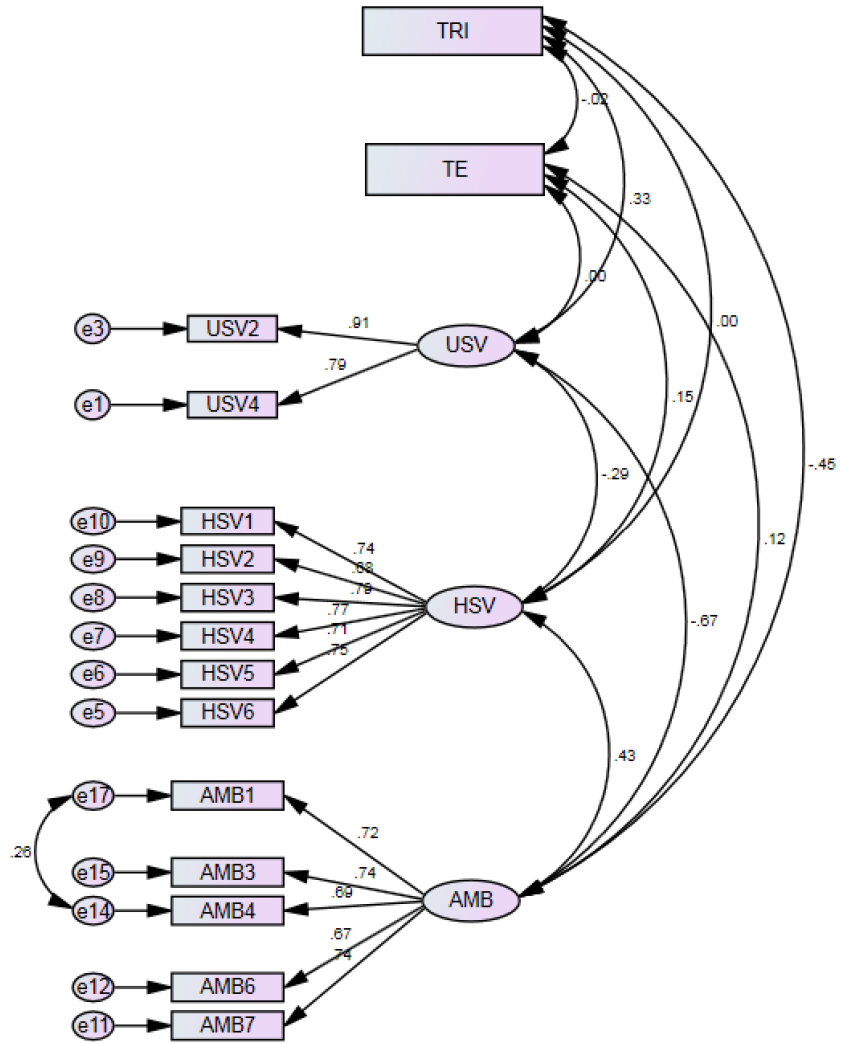 TRI
-.02
TE
.33
.00
e3 USV2 .91 USV
.00
.79
e1 USV4
.15
-.45
-.29
e10 HSV1
.74
.12
e9 HSV2 .68
.79
e8 HSV3 HSV
.77
-.67
e7 HSV4
.71
.75
e6 HSV5
e5 HSV6
.43
e17 AMB1
.72
.26
e15 AMB3 .74
.69
e14 AMB4 AMB
.67
.74
e12 AMB6
e11 AMB7